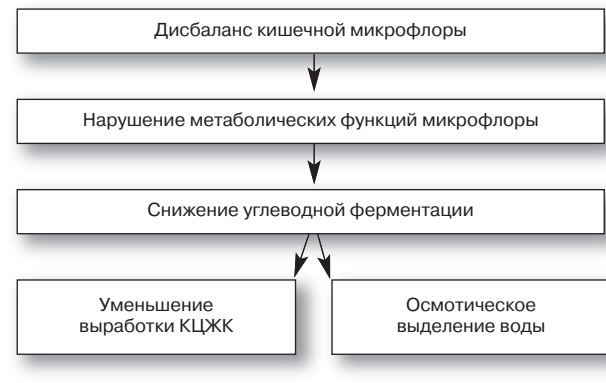 Дисбаланс кишечной микрофлоры
Нарушение метаболических функций микрофлоры
Снижение углеводной ферментации
Уменьшение
выработки КЦЖК
Осмотическое
выделение воды